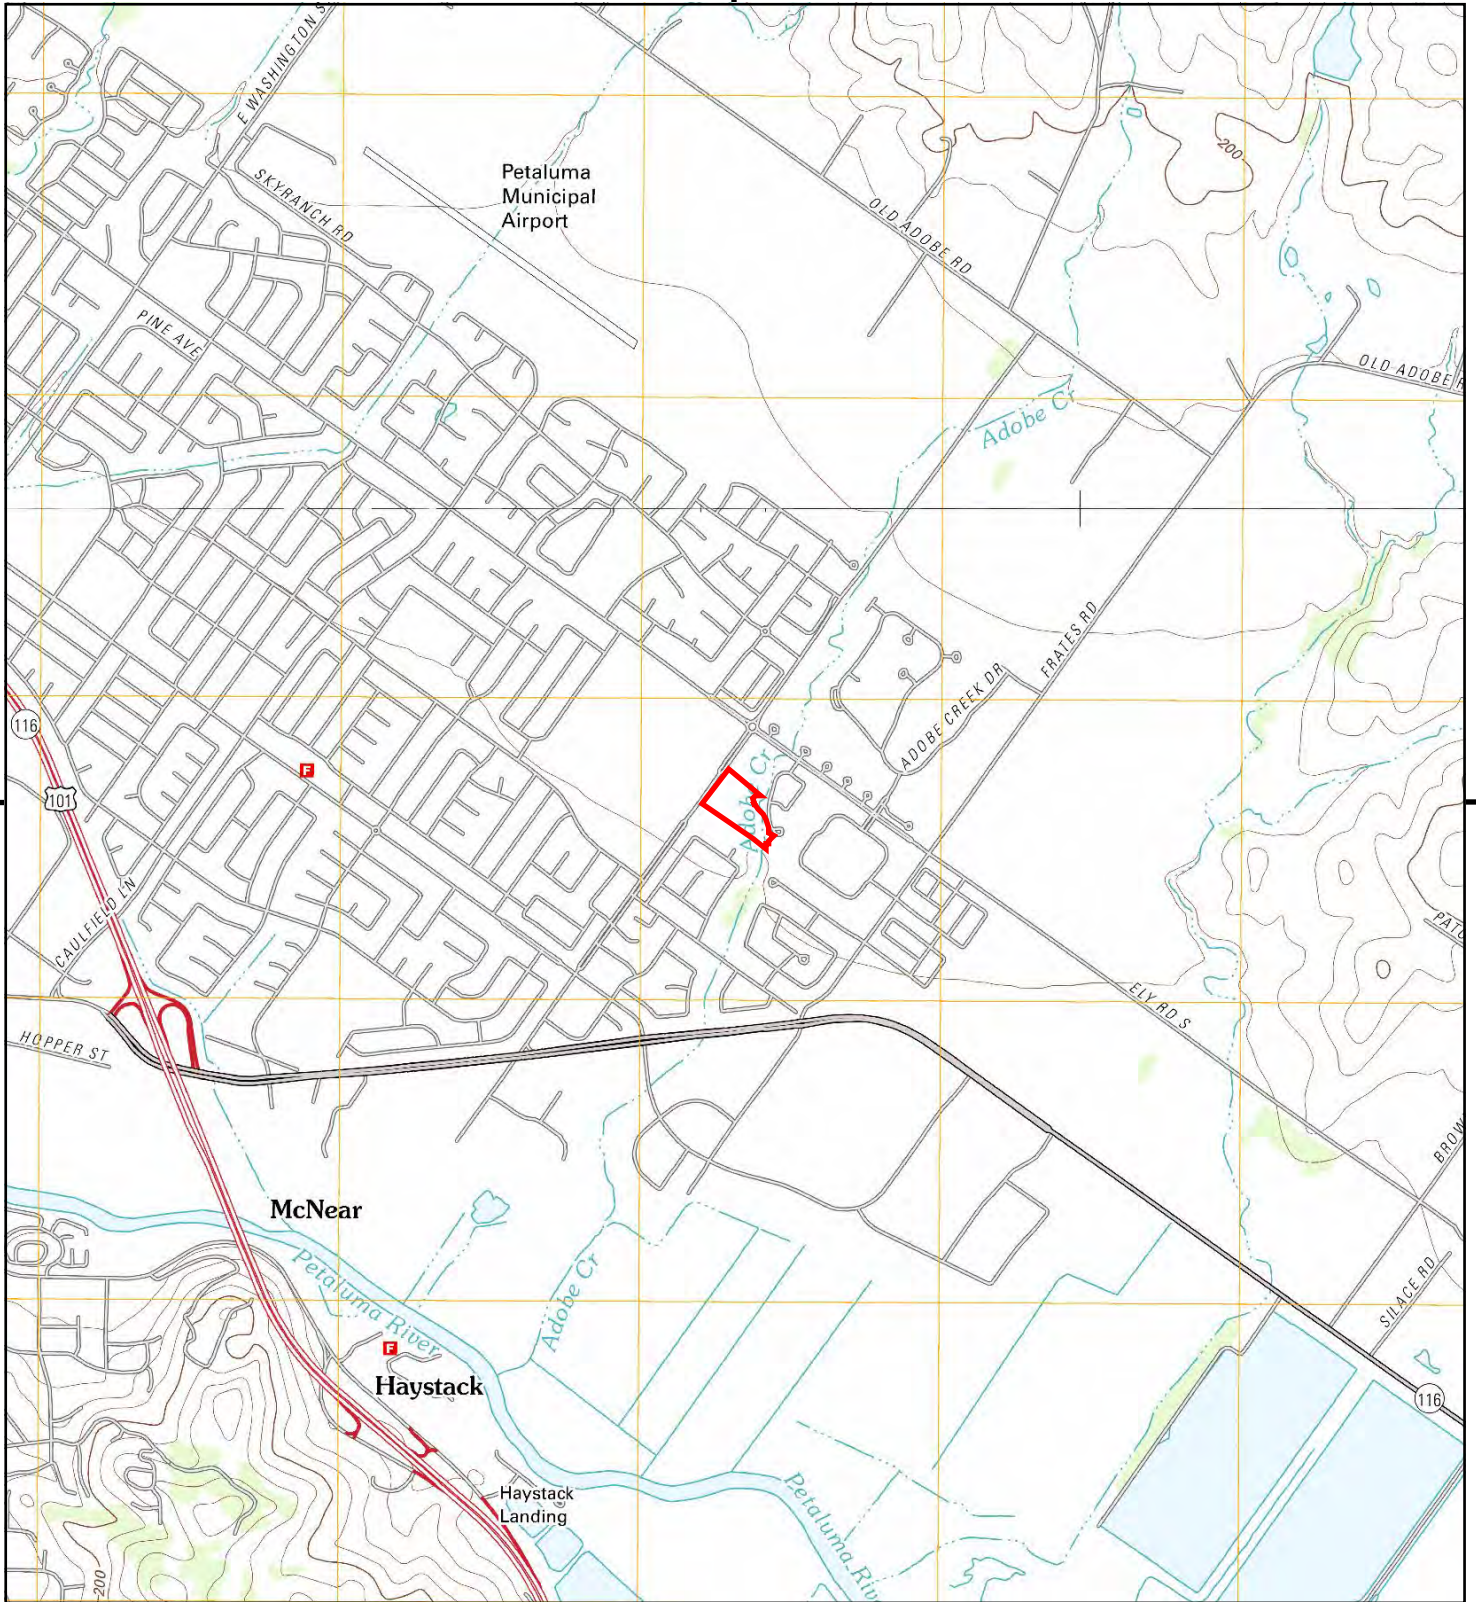 E WASHINGTON S
SKYRANCH RD
Petaluma
Municipal
Airport
200
OLD ADOBE RD
PINE AVE
OLD ADOBE R
Adobe Cr
FRATES RD
ADOBE CREEK DR
116
F
101
Adobe Cr
CAULFIELD LN
PATO
ELY RD S
HOPPER ST
BROW
McNear
Petaluma River
Adobe Cr
SILACE RD
F
Haystack
116
Haystack
Landing
Petaluma Riv
200